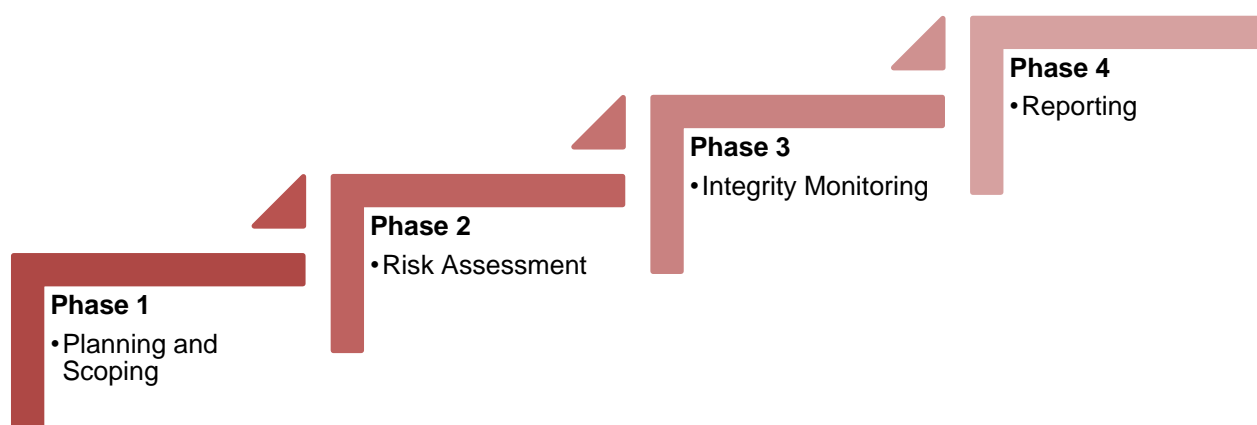 Phase 1
•Planning and
Scoping
Phase 2
•Risk Assessment
Phase 3
•Integrity Monitoring
Phase 4
•Reporting